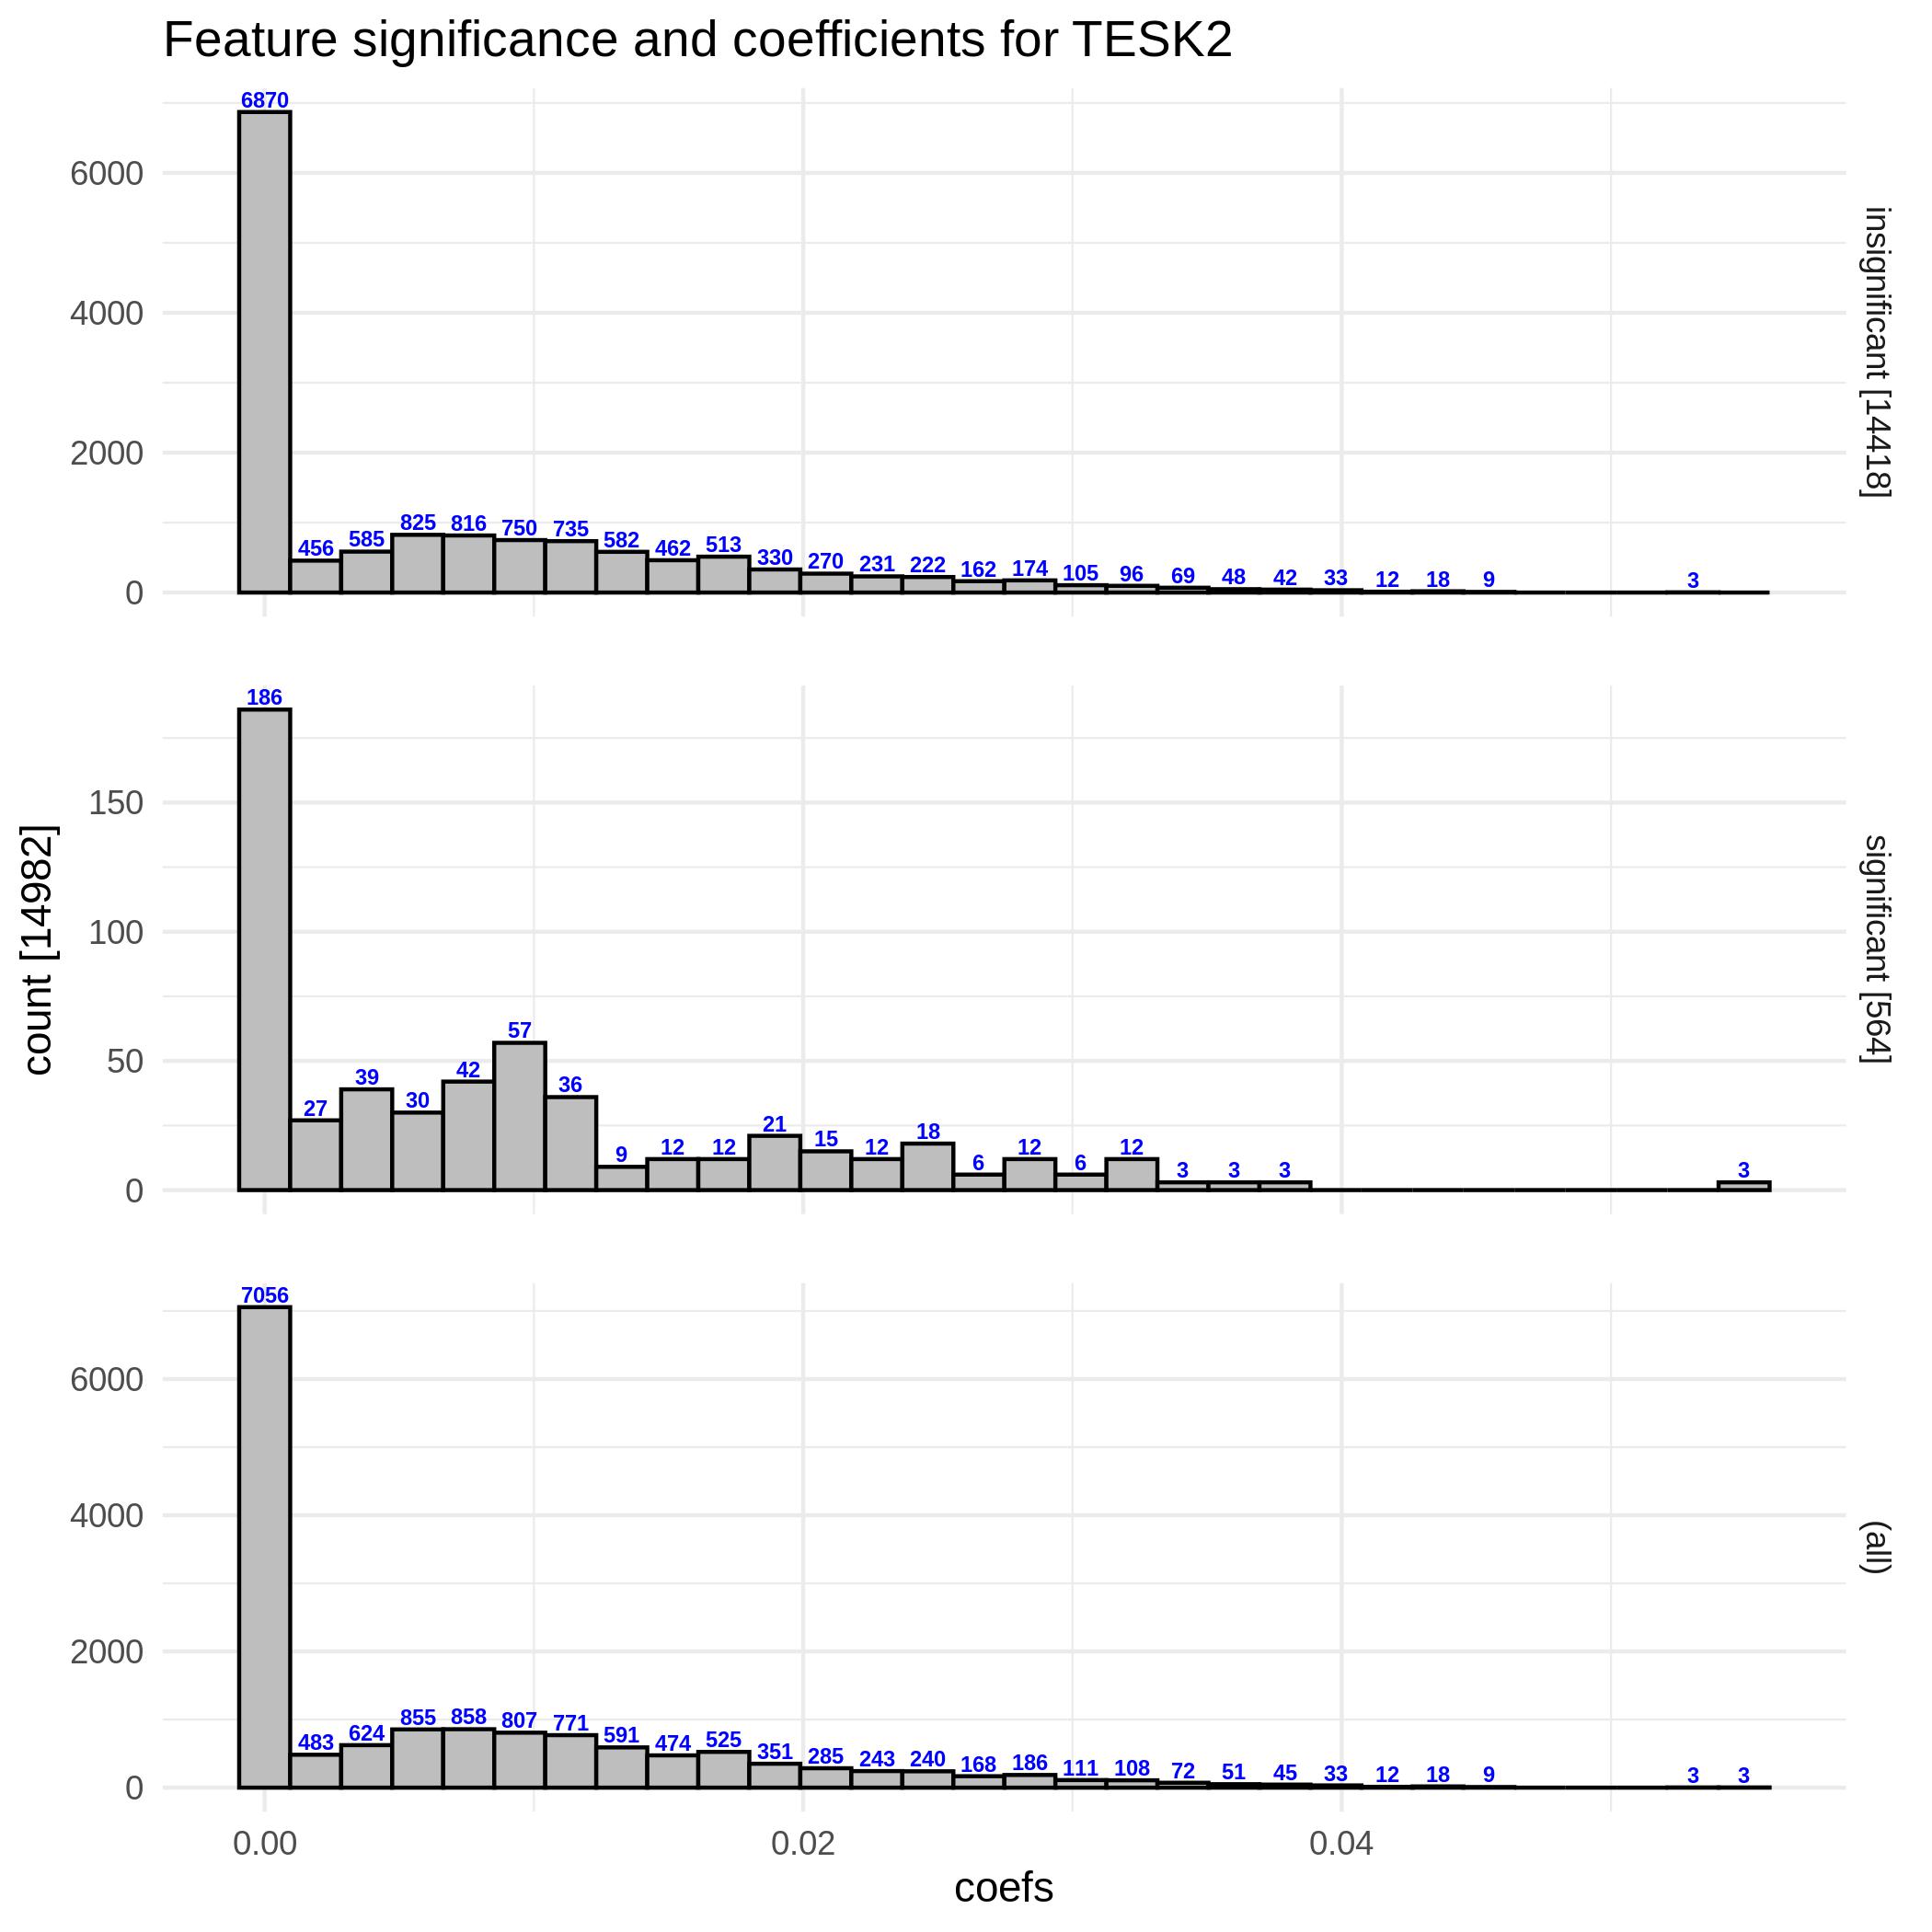 Feature significance and coefficients for TESK2
6870
6000
4000
2000
0
456 585 825 816 750 735 582 462 513 330 270 231 222 162 174 105 96 69 48 42 33 12 18 9 3
insignificant [14418]
186
150
100
50
0
27 39 30 42 57 36 9 12 12 21 15 12 18 6 12 6 12 3 3 3 3
significant [564]
count [14982]
7056
6000
4000
2000
0
483 624 855 858 807 771 591 474 525 351 285 243 240 168 186 111 108 72 51 45 33 12 18 9 3 3
(all)
0.00 0.02 0.04
coefs